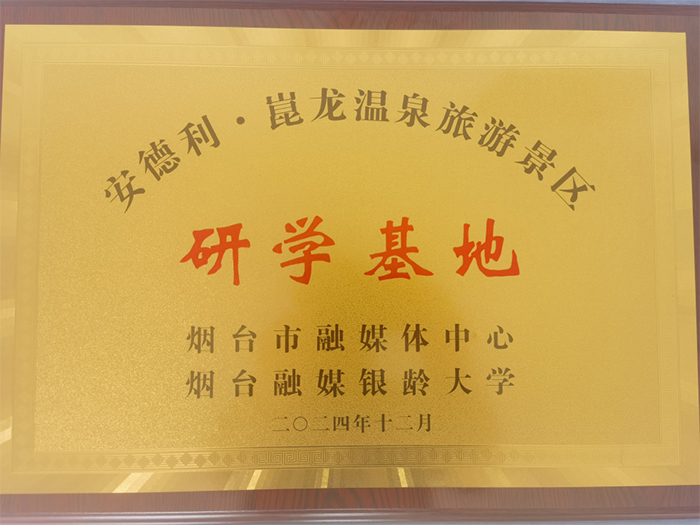 安德利·崑龙温泉旅游景区
研学基地
烟台市融媒体中心
烟台融媒银龄大学
二〇二四年十二月